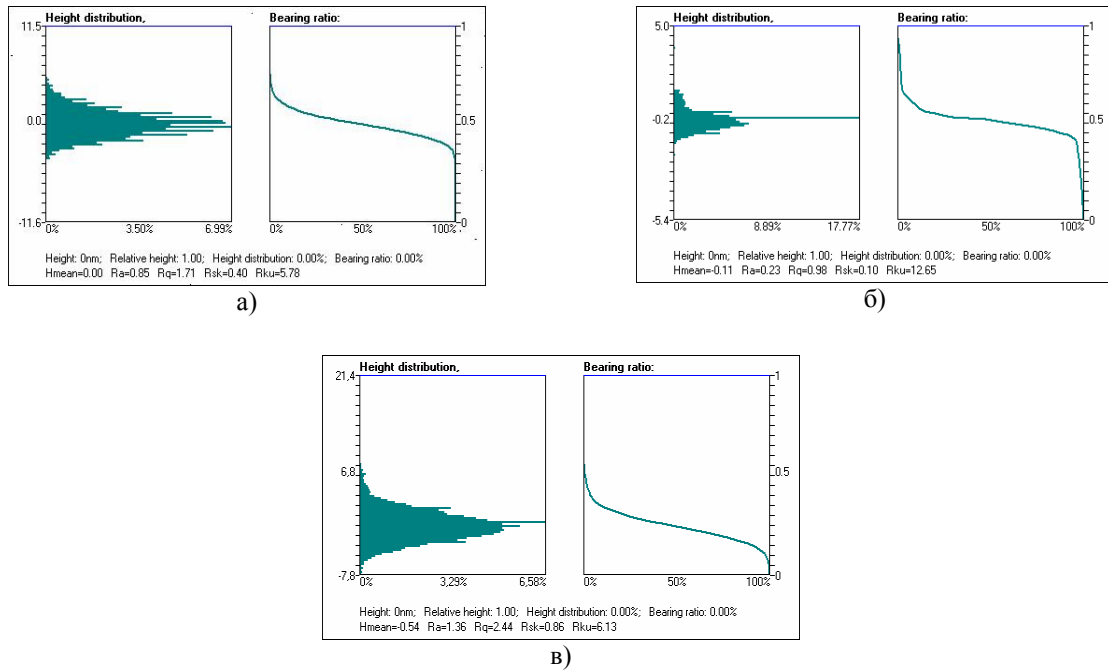 Height distribution, Bearing ratio:
11.5 1
0.0 0.5
-11.6 0
0% 3.50% 6.99% 0% 50% 100%
Height: 0nm; Relative height: 1.00; Height distribution: 0.00%; Bearing ratio: 0.00%
Hmean=0.00 Ra=0.85 Rq=1.71 Rsk=0.40 Rku=5.78
а)
Height distribution, Bearing ratio:
5.0 1
-0.2 0.5
-5.4 0
0% 8.89% 17.77% 0% 50% 100%
Height: 0nm; Relative height: 1.00; Height distribution: 0.00%; Bearing ratio: 0.00%
Hmean=-0.11 Ra=0.23 Rq=0.98 Rsk=0.10 Rku=12.65
б)
Height distribution, Bearing ratio:
21.4 1
6.8 0.5
-7.8 0
0% 3,29% 6,58% 0% 50% 100%
Height: 0nm; Relative height: 1.00; Height distribution: 0.00%; Bearing ratio: 0.00%
Hmean=-0.54 Ra=1.36 Rq=2.44 Rsk=0.86 Rku=6.13
в)